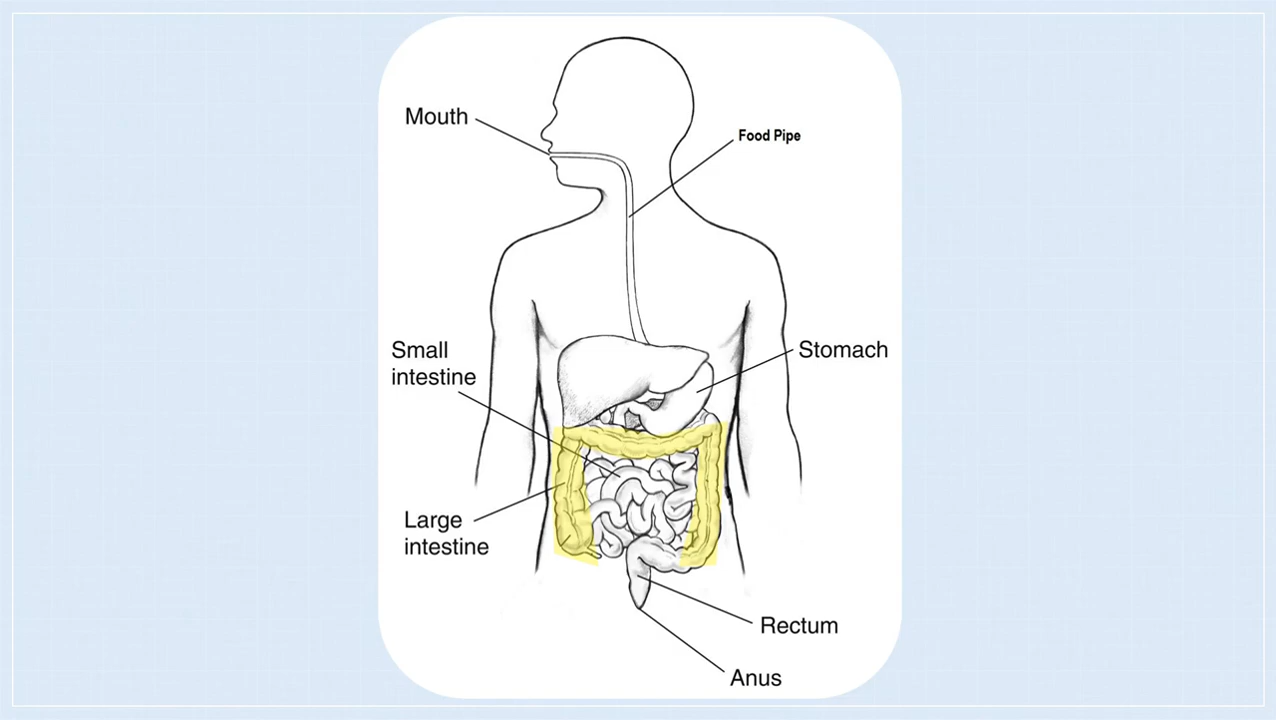 Mouth
Food Pipe
Small
intestine
Stomach
Large
intestine
Rectum
Anus